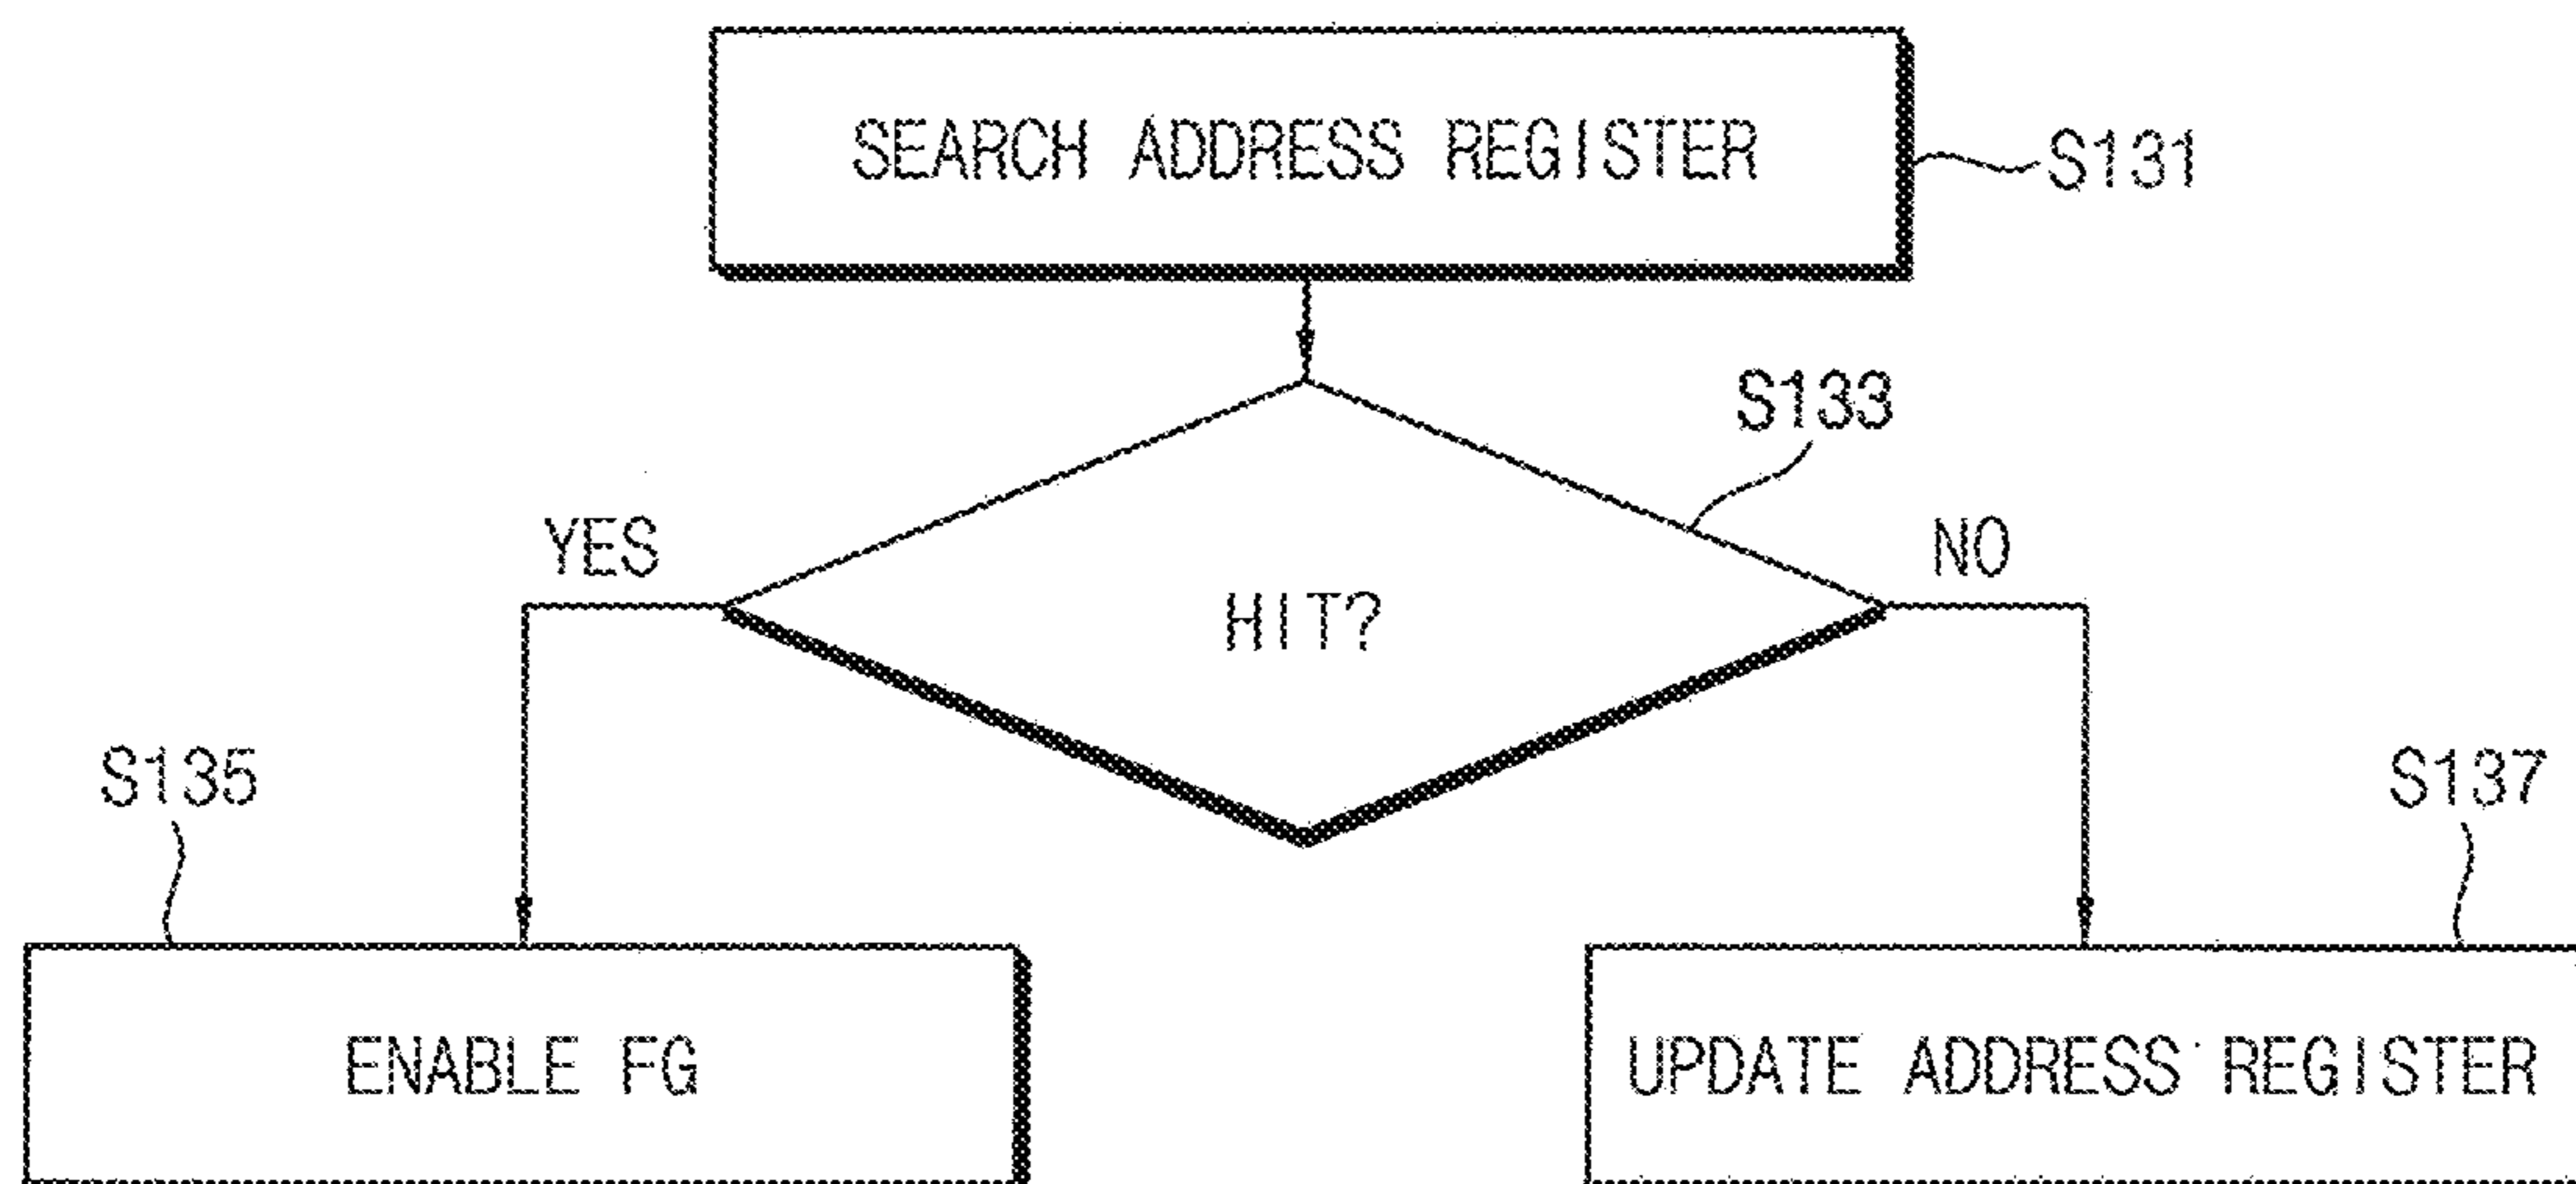 SEARCH ADDRESS REGISTER
S131
S133
YES
NO
HIT?
S135
S137
ENABLE FG
UPDATE ADDRESS REGISTER